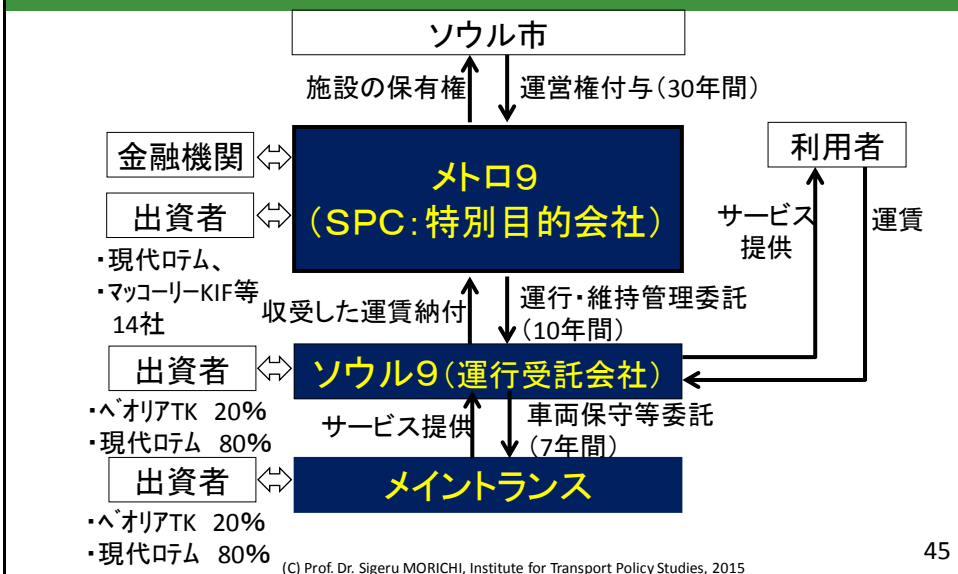 ソウル市
施設の保有権
運営権付与(30年間)
金融機関
メトロ9
(SPC:特別目的会社)
利用者
出資者
・現代ロテム、
・マッコーリーKIF等
14社
サービス
提供
運賃
収受した運賃納付
運行・維持管理委託
(10年間)
出資者
ソウル9(運行受託会社)
・ベオリアTK 20%
・現代ロテム 80%
サービス提供
車両保守等委託
(7年間)
出資者
メイントランス
・ベオリアTK 20%
・現代ロテム 80%
(C) Prof. Dr. Sigeru MORICHI, Institute for Transport Policy Studies, 2015
45